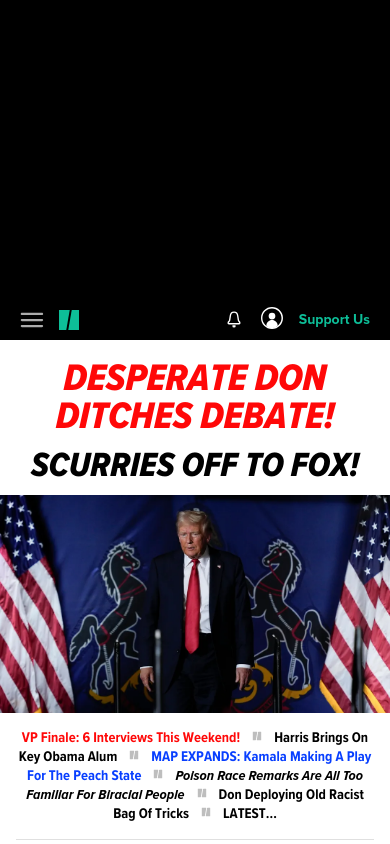 Support Us
DESPERATE DON
DITCHES DEBATE!
SCURRIES OFF TO FOX!
VP Finale: 6 Interviews This Weekend! Harris Brings On
Key Obama Alum MAP EXPANDS: Kamala Making A Play
For The Peach State Poison Race Remarks Are All Too
Familiar For Biracial People Don Deploying Old Racist
Bag Of Tricks LATEST...